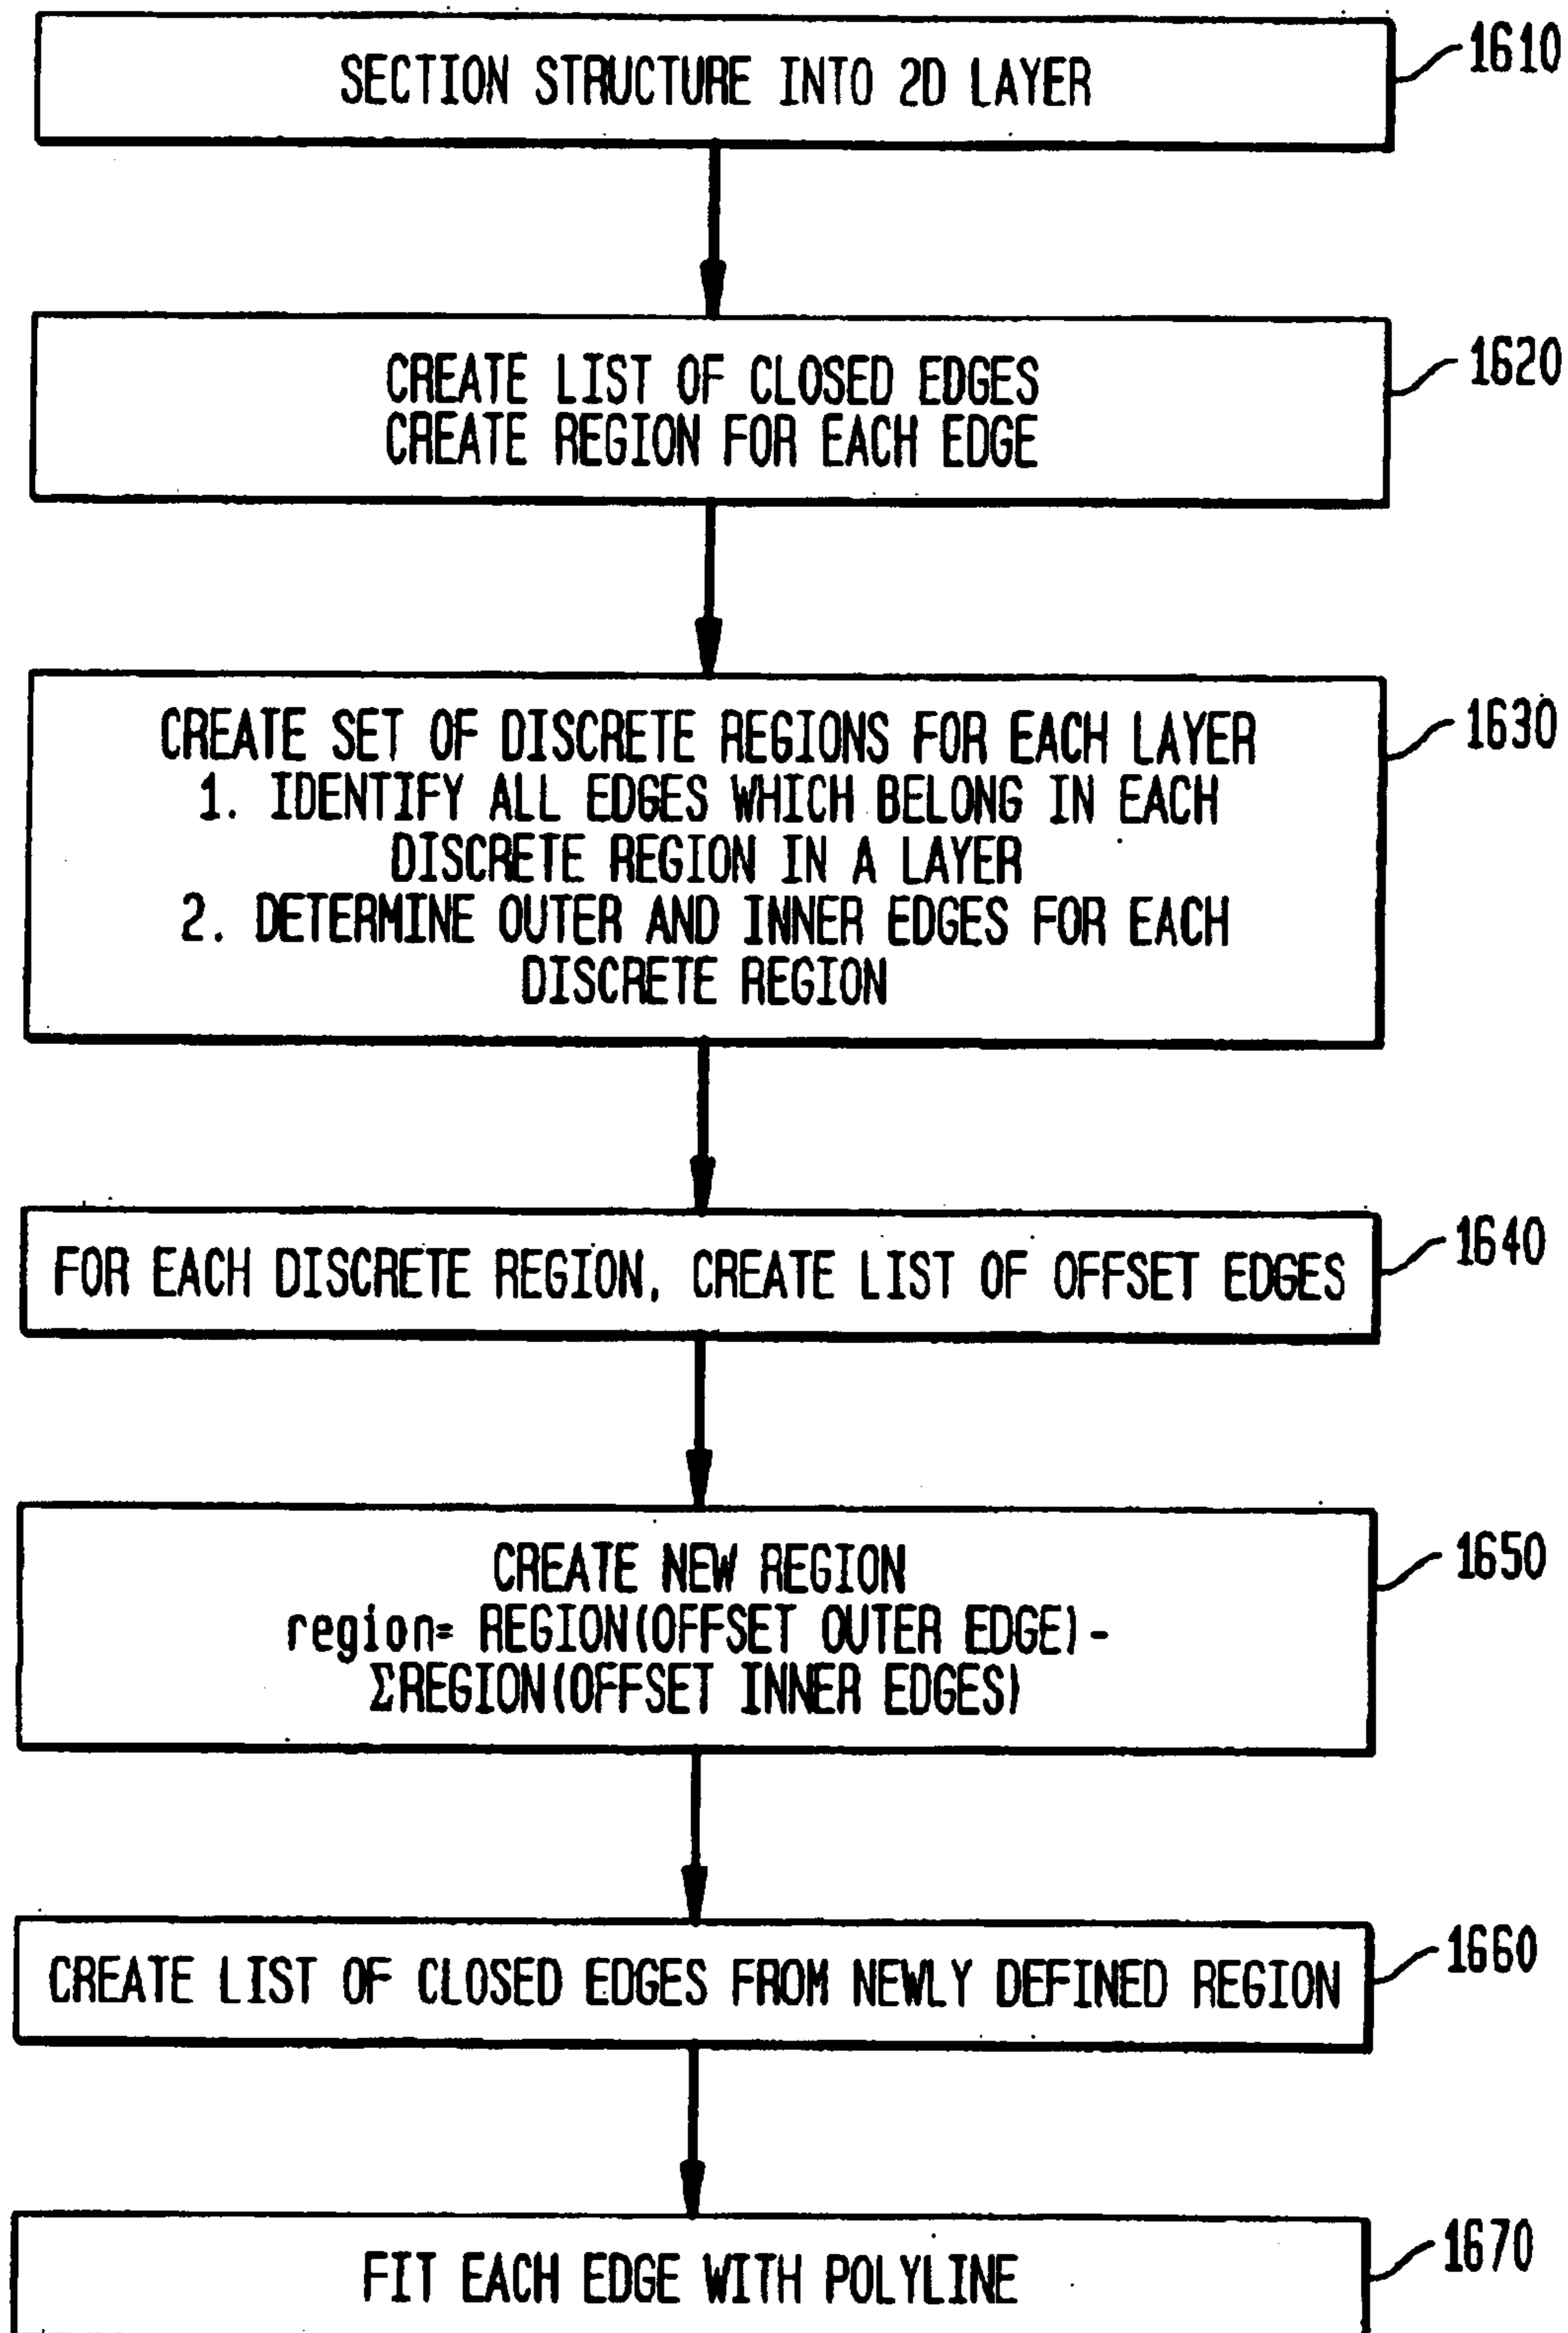 SECTION STRUCTURE INTO 2D LAYER
1610
CREATE LIST OF CLOSED EDGES
CREATE REGION FOR EACH EDGE
1620
CREATE SET OF DISCRETE REGIONS FOR EACH LAYER
1. IDENTIFY ALL EDGES WHICH BELONG IN EACH
DISCRETE REGION IN A LAYER
2. DETERMINE OUTER AND INNER EDGES FOR EACH
DISCRETE REGION
1630
FOR EACH DISCRETE REGION, CREATE LIST OF OFFSET EDGES
1640
CREATE NEW REGION
region= REGION(OFFSET OUTER EDGE)-
ΣREGION(OFFSET INNER EDGES)
1650
CREATE LIST OF CLOSED EDGES FROM NEWLY DEFINED REGION
1660
FIT EACH EDGE WITH POLYLINE
1670